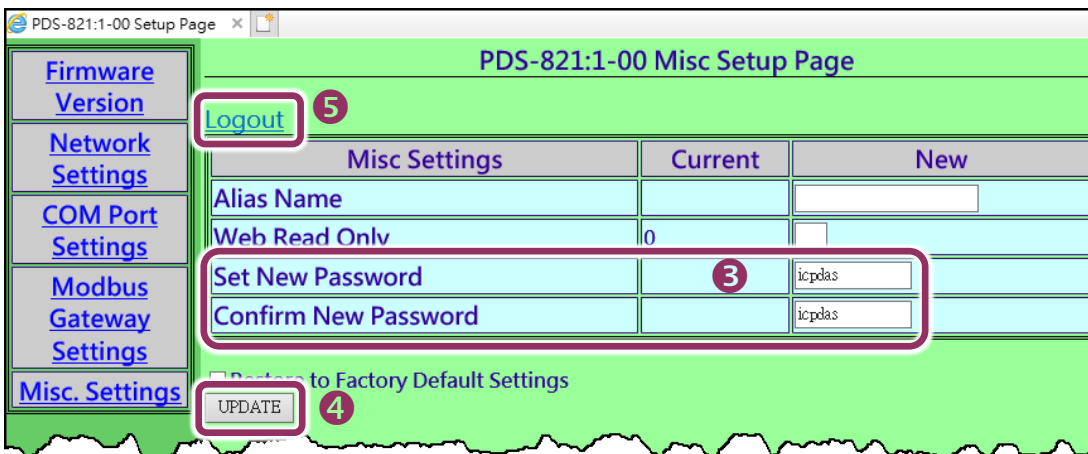 PDS-821:1-00 Setup Page
PDS-821:1-00 Misc Setup Page
Firmware
Version
Network
Settings
COM Port
Settings
Modbus
Gateway
Settings
Misc. Settings
Logout
5
Misc Settings Current New
Alias Name
Web Read Only 0
Set New Password 3 icpdas
Confirm New Password icpdas
Restore to Factory Default Settings
UPDATE 4